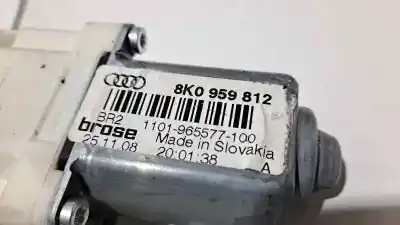 8K0 959 812
BR2 1101-965577-100
brose Made in Slovakia
25.11.08 20:01:38 A